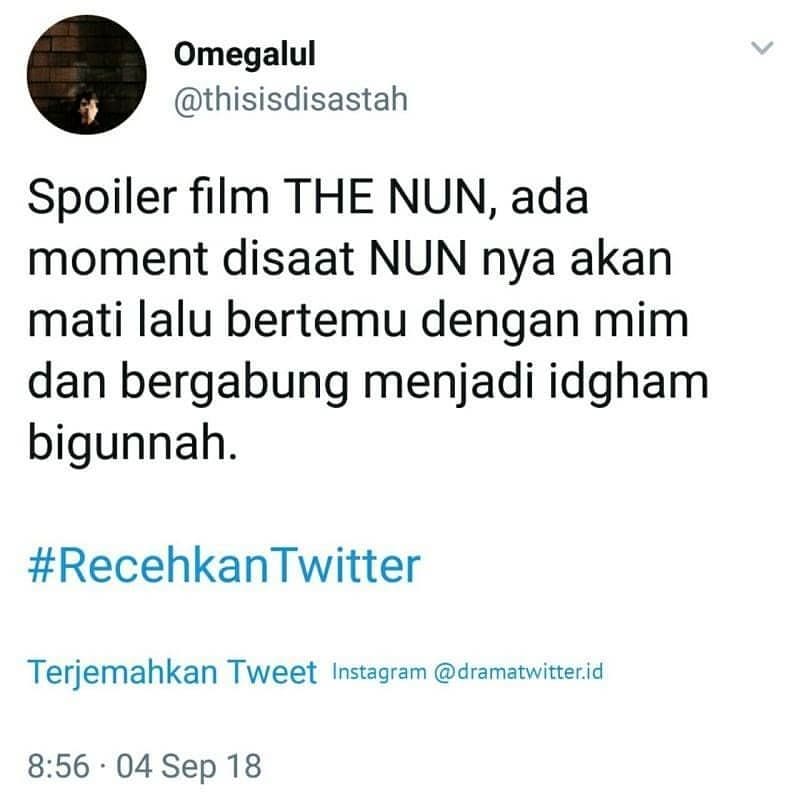 Omegalul
@thisisdisastah
Spoiler film THE NUN, ada
moment disaat NUN nya akan
mati lalu bertemu dengan mim
dan bergabung menjadi idgham
bigunnah.
#RecehkanTwitter
Terjemahkan Tweet Instagram @dramatwitter.id
8:56 · 04 Sep 18